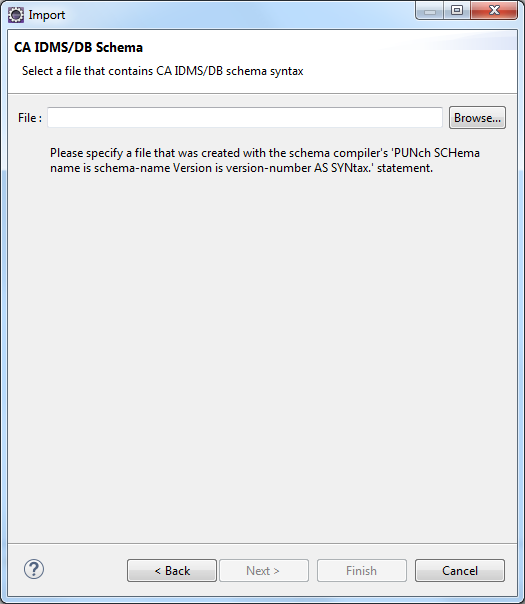 Import
CA IDMS/DB Schema
Select a file that contains CA IDMS/DB schema syntax
File :
Browse...
Please specify a file that was created with the schema compiler's 'PUNch SCHema
name is schema-name Version is version-number AS SYNtax.' statement.
?
< Back
Next >
Finish
Cancel